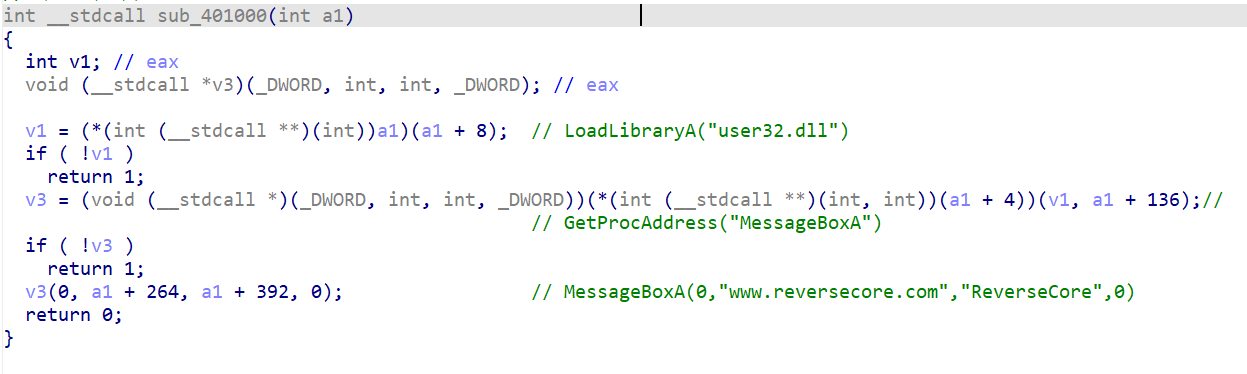 int __stdcall sub_401000(int a1)
{
  int v1; // eax
  void (__stdcall *v3)(_DWORD, int, int, _DWORD); // eax

  v1 = (*(int (__stdcall **)(int))a1)(a1 + 8);  // LoadLibraryA("user32.dll")
  if ( !v1 )
    return 1;
  v3 = (void (__stdcall *)(_DWORD, int, int, _DWORD))(*(int (__stdcall **)(int, int))(a1 + 4))(v1, a1 + 136);//
                                                // GetProcAddress("MessageBoxA")
  if ( !v3 )
    return 1;
  v3(0, a1 + 264, a1 + 392, 0);                 // MessageBoxA(0,"www.reversecore.com","ReverseCore",0)
  return 0;
}